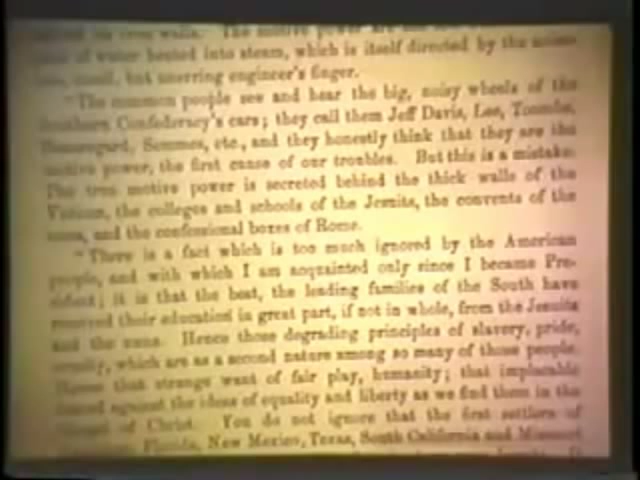 walls. The motive power
of water heated into steam, which is itself directed by the
small, but unerring engineer's finger.
"The common people see and hear the big, noisy wheels of the
Southern Confederacy's cars; they call them Jeff Davis, Lee, Toombs,
Beauregard, Semmes, etc., and they honestly think that they are the
motive power, the first cause of our troubles. But this is a mistake.
The true motive power is secreted behind the thick walls of the
Vatican, the colleges and schools of the Jesuits, the convents of the
nuns, and the confessional boxes of Rome.
"There is a fact which is too much ignored by the American
people, and with which I am acquainted only since I became Pre-
sident; it is that the best, the leading families of the South have
received their education in great part, if not in whole, from the Jesuits
and the nuns. Hence those degrading principles of slavery, pride,
cruelty, which are as a second nature among so many of those people.
Hence that strange want of fair play, humanity; that implacable
hatred against the ideas of equality and liberty as we find them in the
Gospel of Christ. You do not ignore that the first settlers of
Florida, New Mexico, Texas, South California and Missouri